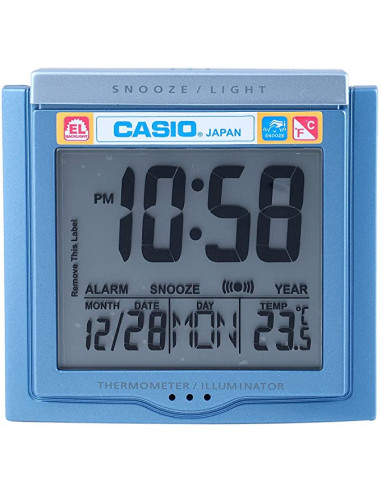 SNOOZE / LIGHT
EL
BACKLIGHT
CASIO® JAPAN
SNOOZE
°C
°F
Remove This Label
PM 10:58
ALARM SNOOZE YEAR
MONTH DATE DAY TEMP
12/28 MON 23.5 °C
THERMOMETER / ILLUMINATOR